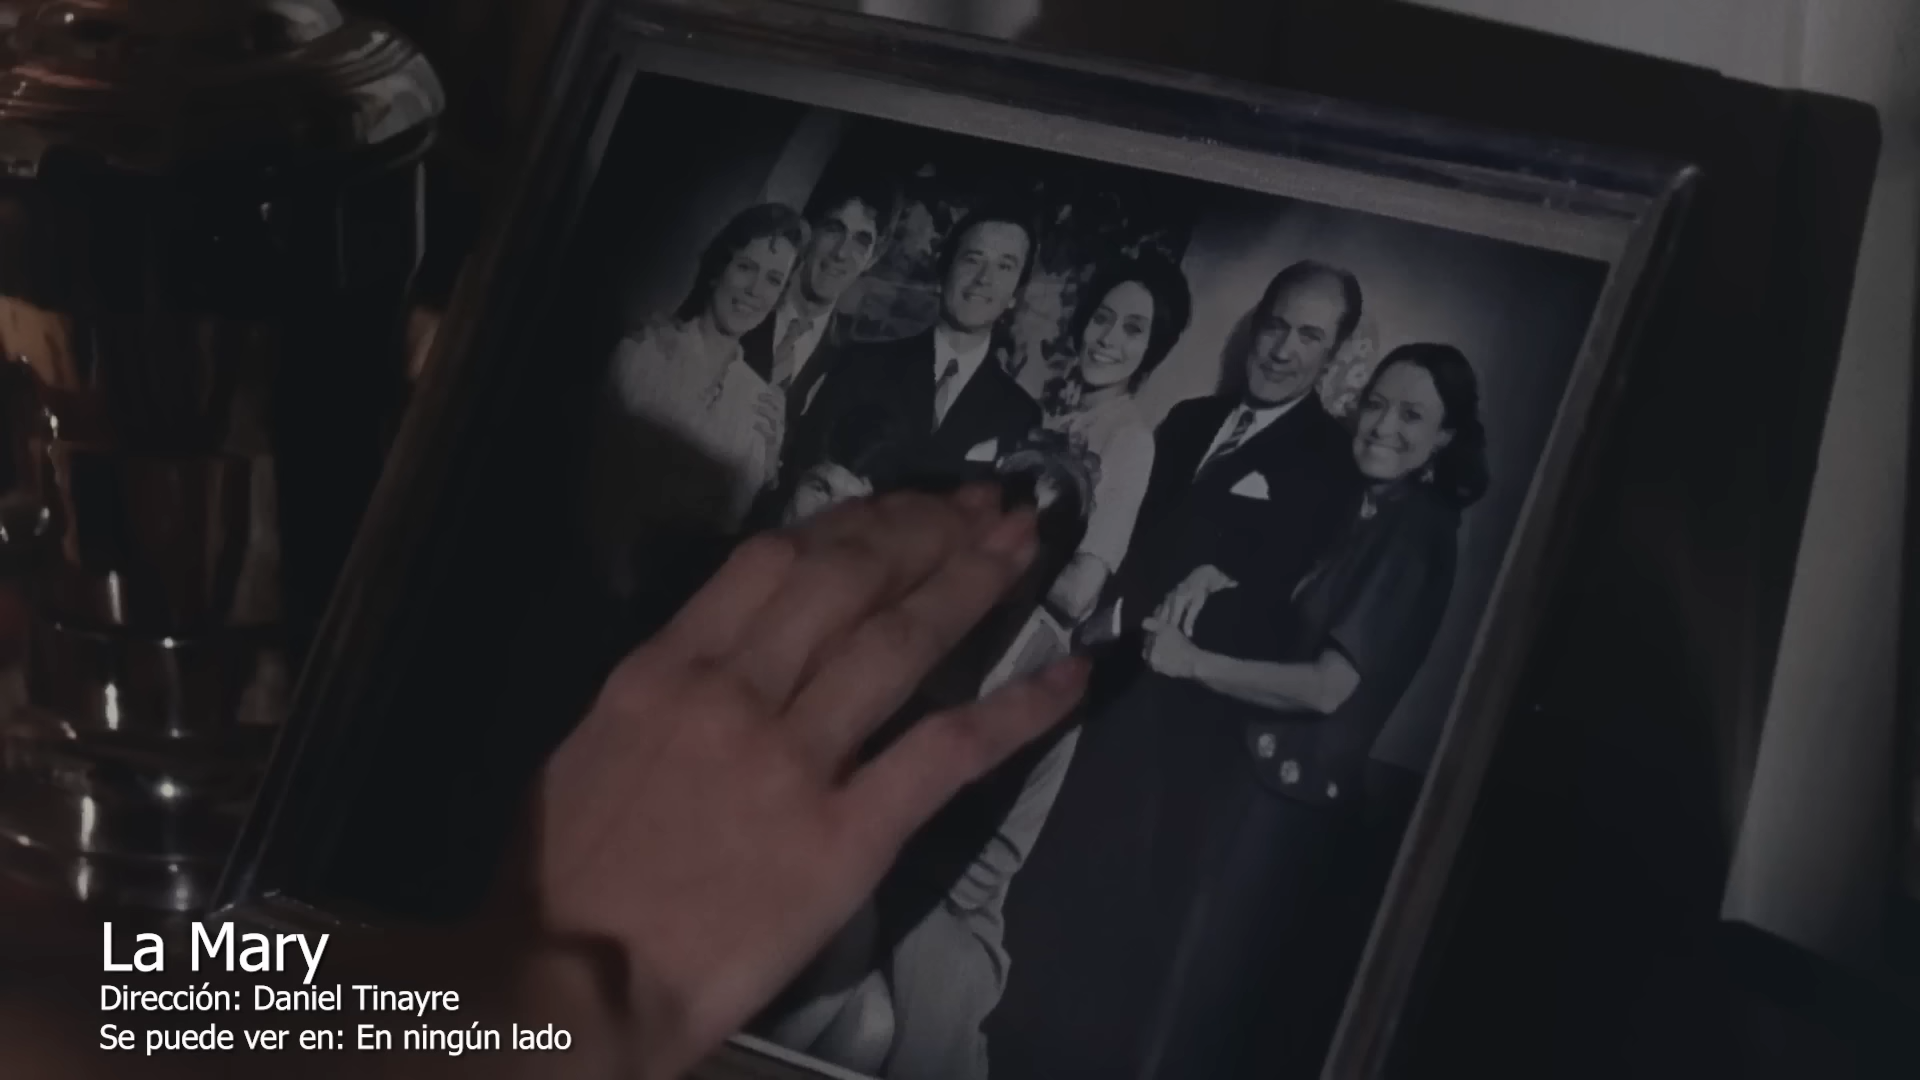 La Mary
Dirección: Daniel Tinayre
Se puede ver en: En ningún lado